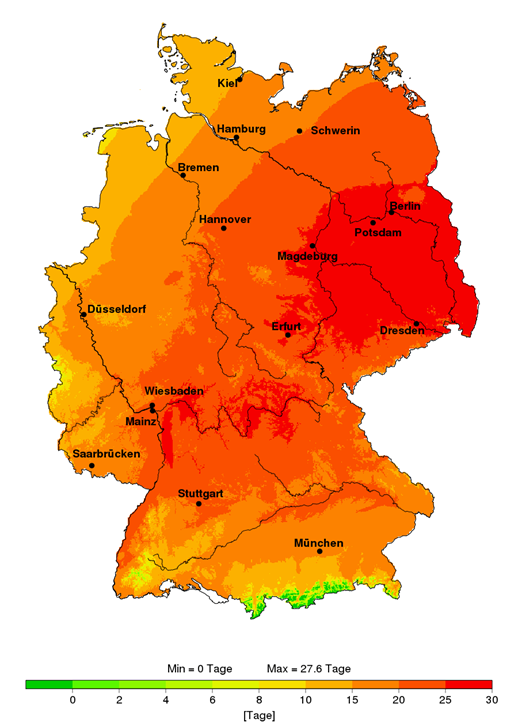 Kiel
Hamburg
Schwerin
Bremen
Hannover
Berlin
Potsdam
Magdeburg
Düsseldorf
Erfurt
Dresden
Wiesbaden
Mainz
Saarbrücken
Stuttgart
München
Min = 0 Tage Max = 27.6 Tage
0 2 4 6 8 10 15 20 25 30
[Tage]